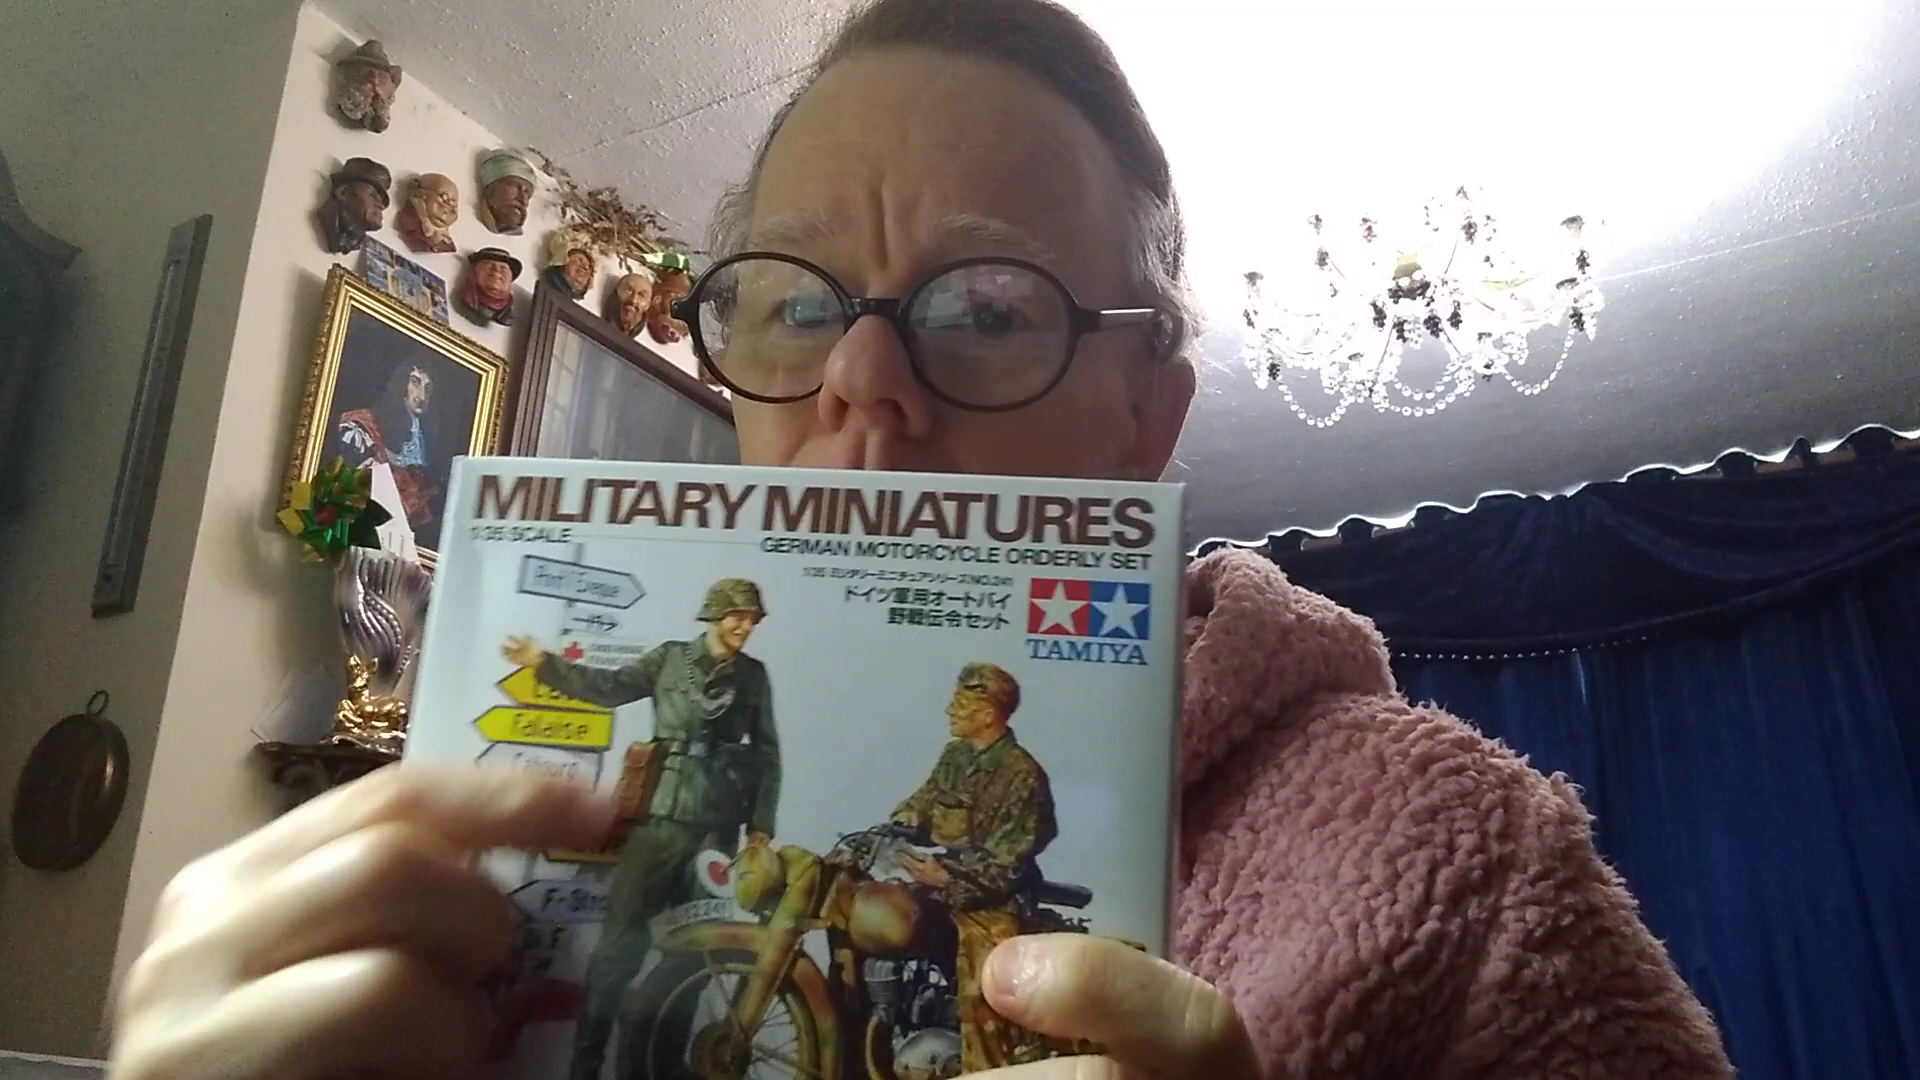 MILITARY MINIATURES
1:35 SCALE
GERMAN MOTORCYCLE ORDERLY SET
1/35 ミリタリーミニチュアシリーズNO.241
ドイツ軍用オートバイ
野戦伝令セット
TAMIYA
Falaise